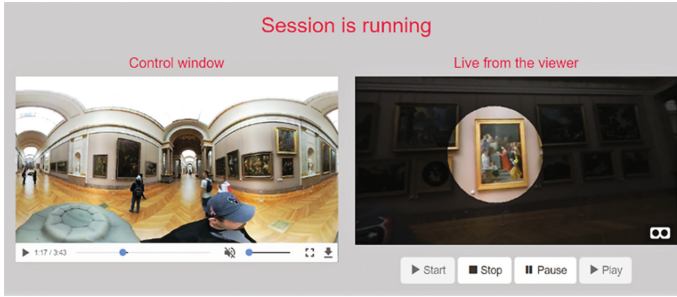 Session is running
Control window
Live from the viewer
1:17 / 3:43
Start
Stop
Pause
Play